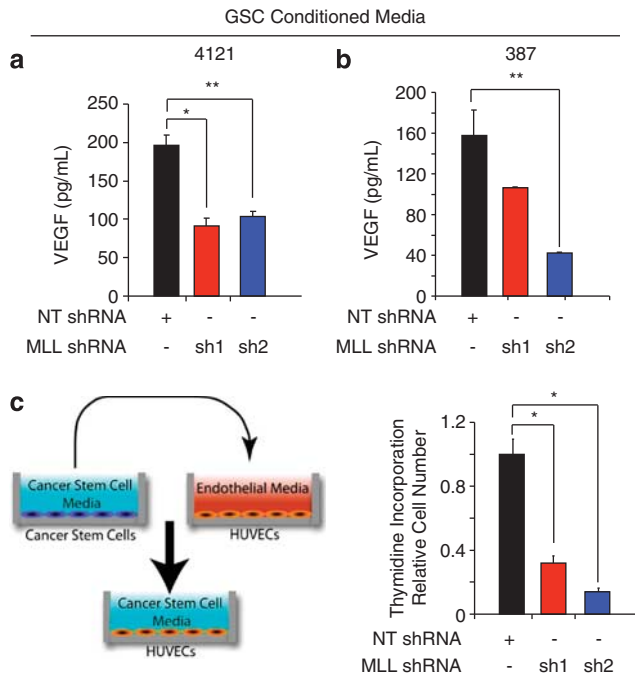 GSC Conditioned Media
a
4121
VEGF (pg/mL)
250
200
150
100
50
0
**
*
NT shRNA + - -
MLL shRNA - sh1 sh2
b
387
VEGF (pg/mL)
200
160
120
80
40
0
**
NT shRNA + - -
MLL shRNA - sh1 sh2
c
Cancer Stem Cell
Media
Cancer Stem Cells
Endothelial Media
HUVECs
Cancer Stem Cell
Media
HUVECs
Thymidine Incorporation
Relative Cell Number
1.2
0.8
0.4
0
*
*
NT shRNA + - -
MLL shRNA - sh1 sh2